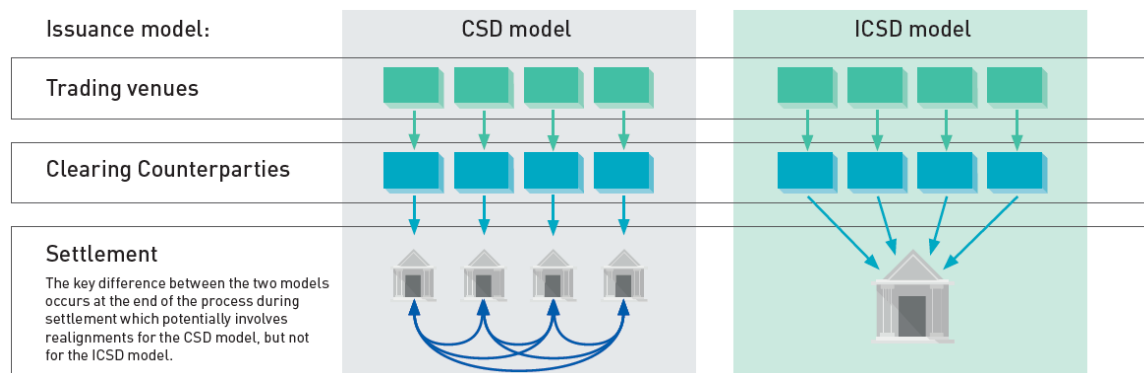 Issuance model:
CSD model
ICSD model
Trading venues
Clearing Counterparties
Settlement
The key difference between the two models
occurs at the end of the process during
settlement which potentially involves
realignments for the CSD model, but not
for the ICSD model.